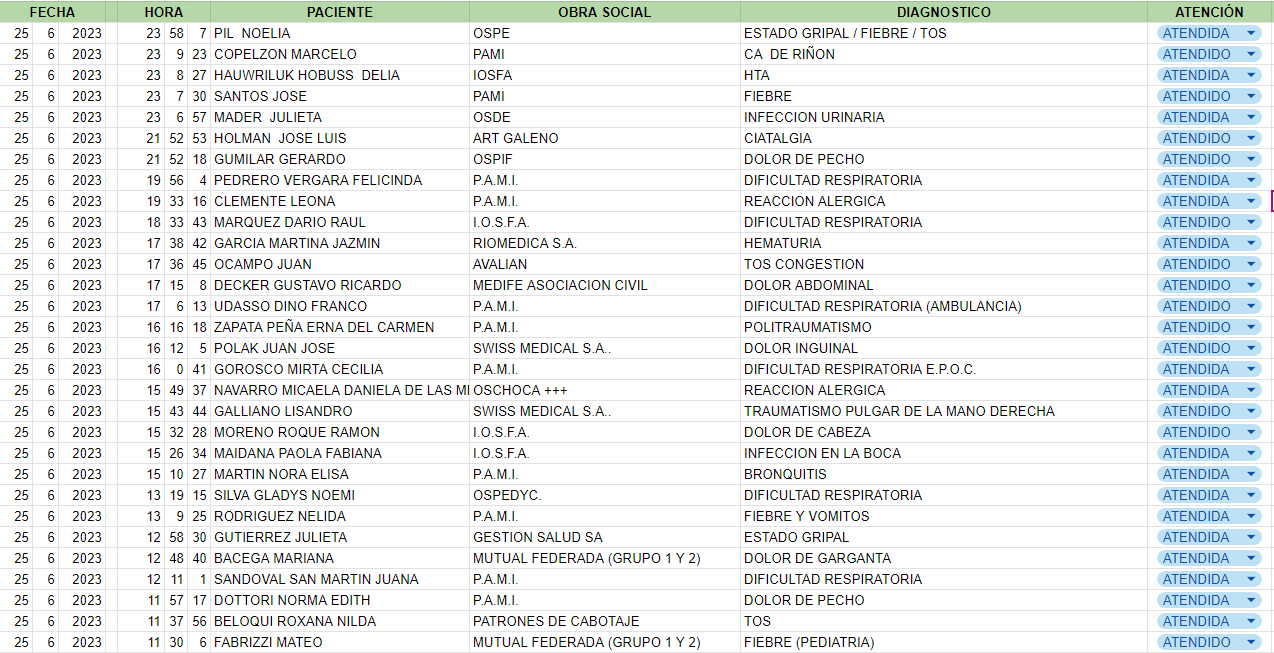 FECHA HORA PACIENTE OBRA SOCIAL DIAGNOSTICO ATENCIÓN
25 6 2023 23 58 7 PIL NOELIA OSPE ESTADO GRIPAL / FIEBRE / TOS ATENDIDA
25 6 2023 23 9 23 COPELZON MARCELO PAMI CA DE RIÑON ATENDIDO
25 6 2023 23 8 27 HAUWRILUK HOBUSS DELIA IOSFA HTA ATENDIDA
25 6 2023 23 7 30 SANTOS JOSE PAMI FIEBRE ATENDIDO
25 6 2023 23 6 57 MADER JULIETA OSDE INFECCION URINARIA ATENDIDA
25 6 2023 21 52 53 HOLMAN JOSE LUIS ART GALENO CIATALGIA ATENDIDO
25 6 2023 21 52 18 GUMILAR GERARDO OSPIF DOLOR DE PECHO ATENDIDO
25 6 2023 19 56 4 PEDRERO VERGARA FELICINDA P.A.M.I. DIFICULTAD RESPIRATORIA ATENDIDA
25 6 2023 19 33 16 CLEMENTE LEONA P.A.M.I. REACCION ALERGICA ATENDIDA
25 6 2023 18 33 43 MARQUEZ DARIO RAUL I.O.S.F.A. DIFICULTAD RESPIRATORIA ATENDIDO
25 6 2023 17 38 42 GARCIA MARTINA JAZMIN RIOMEDICA S.A. HEMATURIA ATENDIDA
25 6 2023 17 36 45 OCAMPO JUAN AVALIAN TOS CONGESTION ATENDIDO
25 6 2023 17 15 8 DECKER GUSTAVO RICARDO MEDIFE ASOCIACION CIVIL DOLOR ABDOMINAL ATENDIDO
25 6 2023 17 6 13 UDASSO DINO FRANCO P.A.M.I. DIFICULTAD RESPIRATORIA (AMBULANCIA) ATENDIDO
25 6 2023 16 16 18 ZAPATA PEÑA ERNA DEL CARMEN P.A.M.I. POLITRAUMATISMO ATENDIDA
25 6 2023 16 12 5 POLAK JUAN JOSE SWISS MEDICAL S.A.. DOLOR INGUINAL ATENDIDO
25 6 2023 16 0 41 GOROSCO MIRTA CECILIA P.A.M.I. DIFICULTAD RESPIRATORIA E.P.O.C. ATENDIDA
25 6 2023 15 49 37 NAVARRO MICAELA DANIELA DE LAS MI OSCHOCA +++ REACCION ALERGICA ATENDIDA
25 6 2023 15 43 44 GALLIANO LISANDRO SWISS MEDICAL S.A.. TRAUMATISMO PULGAR DE LA MANO DERECHA ATENDIDO
25 6 2023 15 32 28 MORENO ROQUE RAMON I.O.S.F.A. DOLOR DE CABEZA ATENDIDO
25 6 2023 15 26 34 MAIDANA PAOLA FABIANA I.O.S.F.A. INFECCION EN LA BOCA ATENDIDA
25 6 2023 15 10 27 MARTIN NORA ELISA P.A.M.I. BRONQUITIS ATENDIDA
25 6 2023 13 19 15 SILVA GLADYS NOEMI OSPEDYC. DIFICULTAD RESPIRATORIA ATENDIDA
25 6 2023 13 9 25 RODRIGUEZ NELIDA P.A.M.I. FIEBRE Y VOMITOS ATENDIDA
25 6 2023 12 58 30 GUTIERREZ JULIETA GESTION SALUD SA ESTADO GRIPAL ATENDIDA
25 6 2023 12 48 40 BACEGA MARIANA MUTUAL FEDERADA (GRUPO 1 Y 2) DOLOR DE GARGANTA ATENDIDA
25 6 2023 12 11 1 SANDOVAL SAN MARTIN JUANA P.A.M.I. DIFICULTAD RESPIRATORIA ATENDIDA
25 6 2023 11 57 17 DOTTORI NORMA EDITH P.A.M.I. DOLOR DE PECHO ATENDIDA
25 6 2023 11 37 56 BELOQUI ROXANA NILDA PATRONES DE CABOTAJE TOS ATENDIDA
25 6 2023 11 30 6 FABRIZZI MATEO MUTUAL FEDERADA (GRUPO 1 Y 2) FIEBRE (PEDIATRIA) ATENDIDO